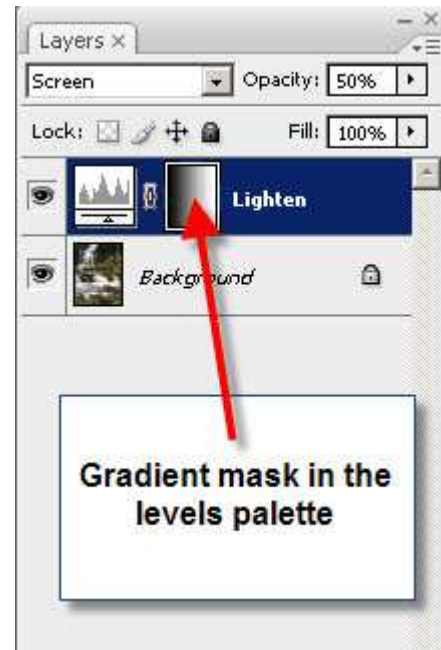 Layers ×
Screen Opacity: 50%
Lock: Fill: 100%
Lighten
Background
Gradient mask in the
levels palette